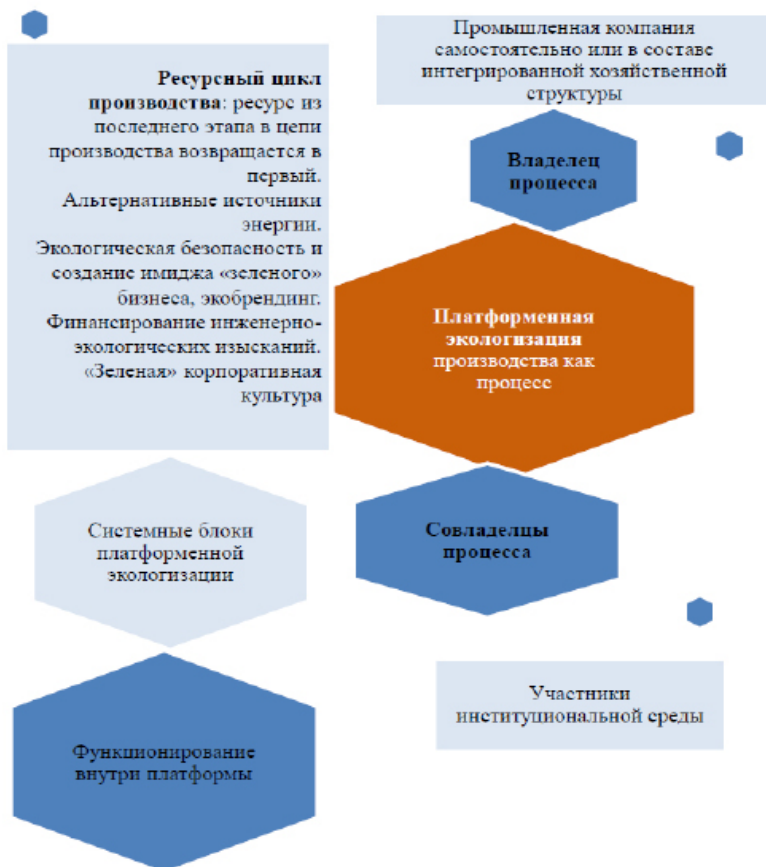 Промышленная компания
самостоятельно или в составе
интегрированной хозяйственной
структуры
Ресурсный цикл
производства: ресурс из
последнего этапа в цепи
производства возвращается в
первый.
Альтернативные источники
энергии.
Экологическая безопасность и
создание имиджа «зеленого»
бизнеса, экобрендинг.
Финансирование инженерно-
экологических изысканий.
«Зеленая» корпоративная
культура
Владелец
процесса
Платформенная
экологизация
производства как
процесс
Совладелцы
процесса
Системные блоки
платформенной
экологизации
Участники
институциональной среды
Функционирование
внутри платформы